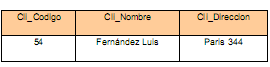 Cli_Codigo Cli_Nombre Cli_Direccion
54 Fernández Luis Paris 344